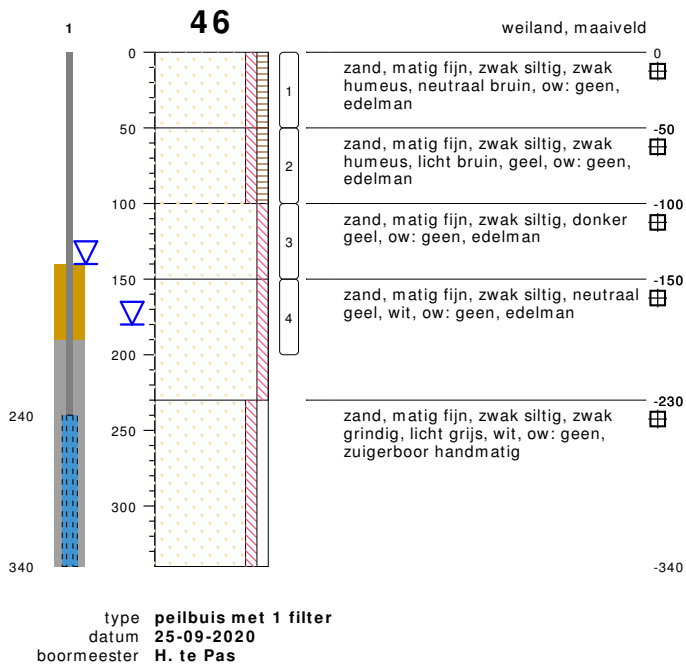 46
1
weiland, maaiveld
0
50
100
150
200
250
300
240
340
1
2
3
4
0
zand, matig fijn, zwak siltig, zwak
humeus, neutraal bruin, ow: geen,
edelman
-50
zand, matig fijn, zwak siltig, zwak
humeus, licht bruin, geel, ow: geen,
edelman
-100
zand, matig fijn, zwak siltig, donker
geel, ow: geen, edelman
-150
zand, matig fijn, zwak siltig, neutraal
geel, wit, ow: geen, edelman
-230
zand, matig fijn, zwak siltig, zwak
grindig, licht grijs, wit, ow: geen,
zuigerboor handmatig
-340
type peilbuis met 1 filter
datum 25-09-2020
boormeester H. te Pas